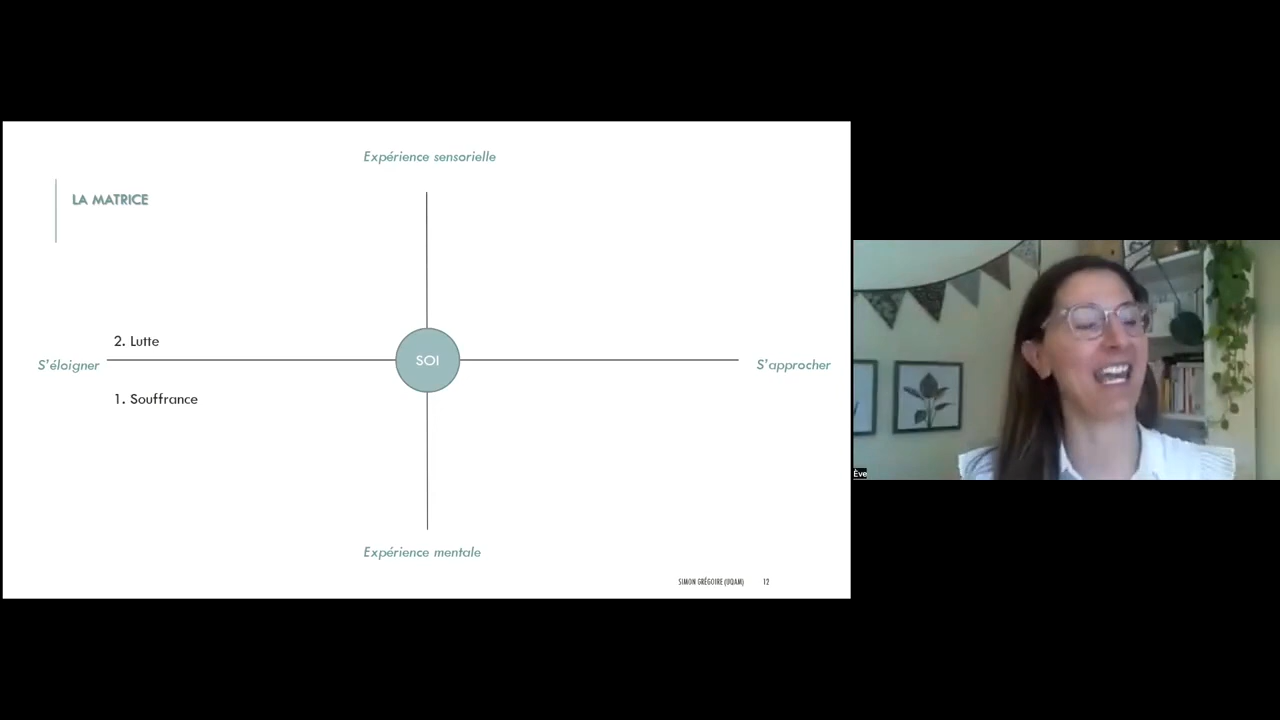 Expérience sensorielle
LA MATRICE
2. Lutte
S'éloigner
SOI
S'approcher
1. Souffrance
Expérience mentale
SIMON GRÉGOIRE (UQAM) 12
Ève